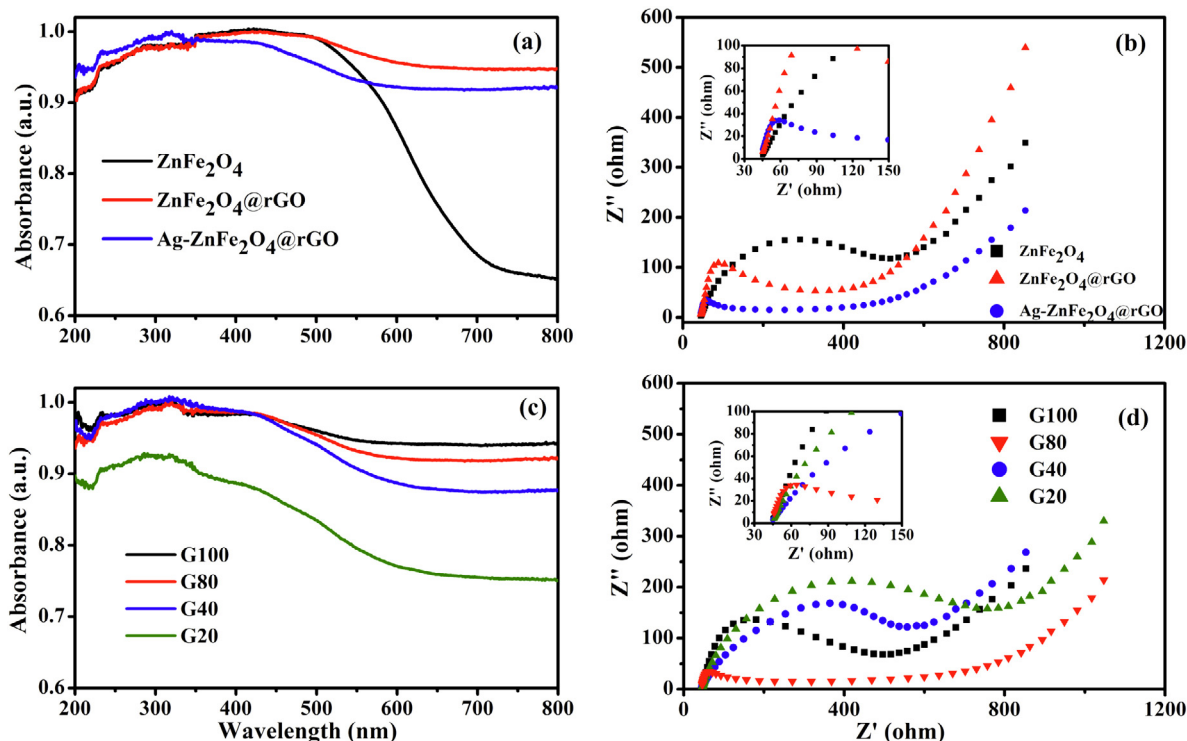 (a)
Absorbance (a.u.)
1.0
0.9
0.8
0.7
0.6
ZnFe2O4
ZnFe2O4@rGO
Ag-ZnFe2O4@rGO
200 300 400 500 600 700 800
(b)
Z'' (ohm)
600
500
400
300
200
100
0
Z'' (ohm)
100
80
60
40
20
0
30 60 90 120 150
Z' (ohm)
ZnFe2O4
ZnFe2O4@rGO
Ag-ZnFe2O4@rGO
0 400 800 1200
(c)
Absorbance (a.u.)
1.0
0.9
0.8
0.7
0.6
G100
G80
G40
G20
200 300 400 500 600 700 800
Wavelength (nm)
(d)
Z'' (ohm)
600
500
400
300
200
100
0
Z'' (ohm)
100
80
60
40
20
0
30 60 90 120 150
Z' (ohm)
G100
G80
G40
G20
0 400 800 1200
Z' (ohm)